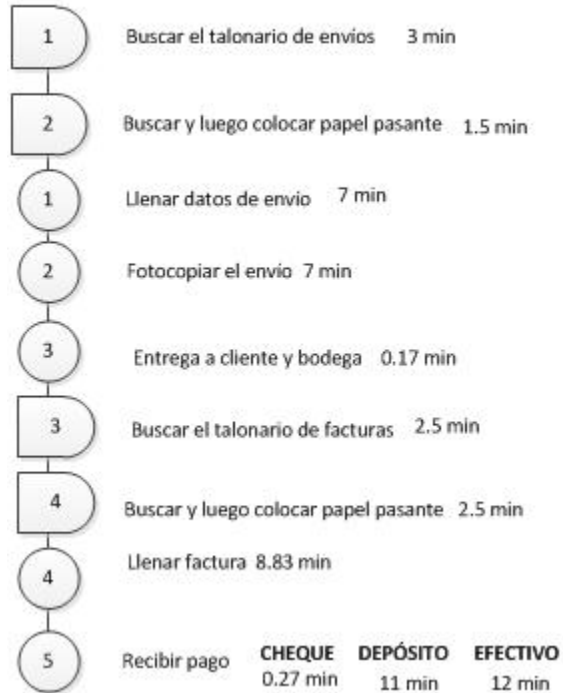 1 Buscar el talonario de envíos 3 min
2 Buscar y luego colocar papel pasante 1.5 min
1 Llenar datos de envío 7 min
2 Fotocopiar el envío 7 min
3 Entrega a cliente y bodega 0.17 min
3 Buscar el talonario de facturas 2.5 min
4 Buscar y luego colocar papel pasante 2.5 min
4 Llenar factura 8.83 min
5 Recibir pago CHEQUE DEPÓSITO EFECTIVO
0.27 min 11 min 12 min